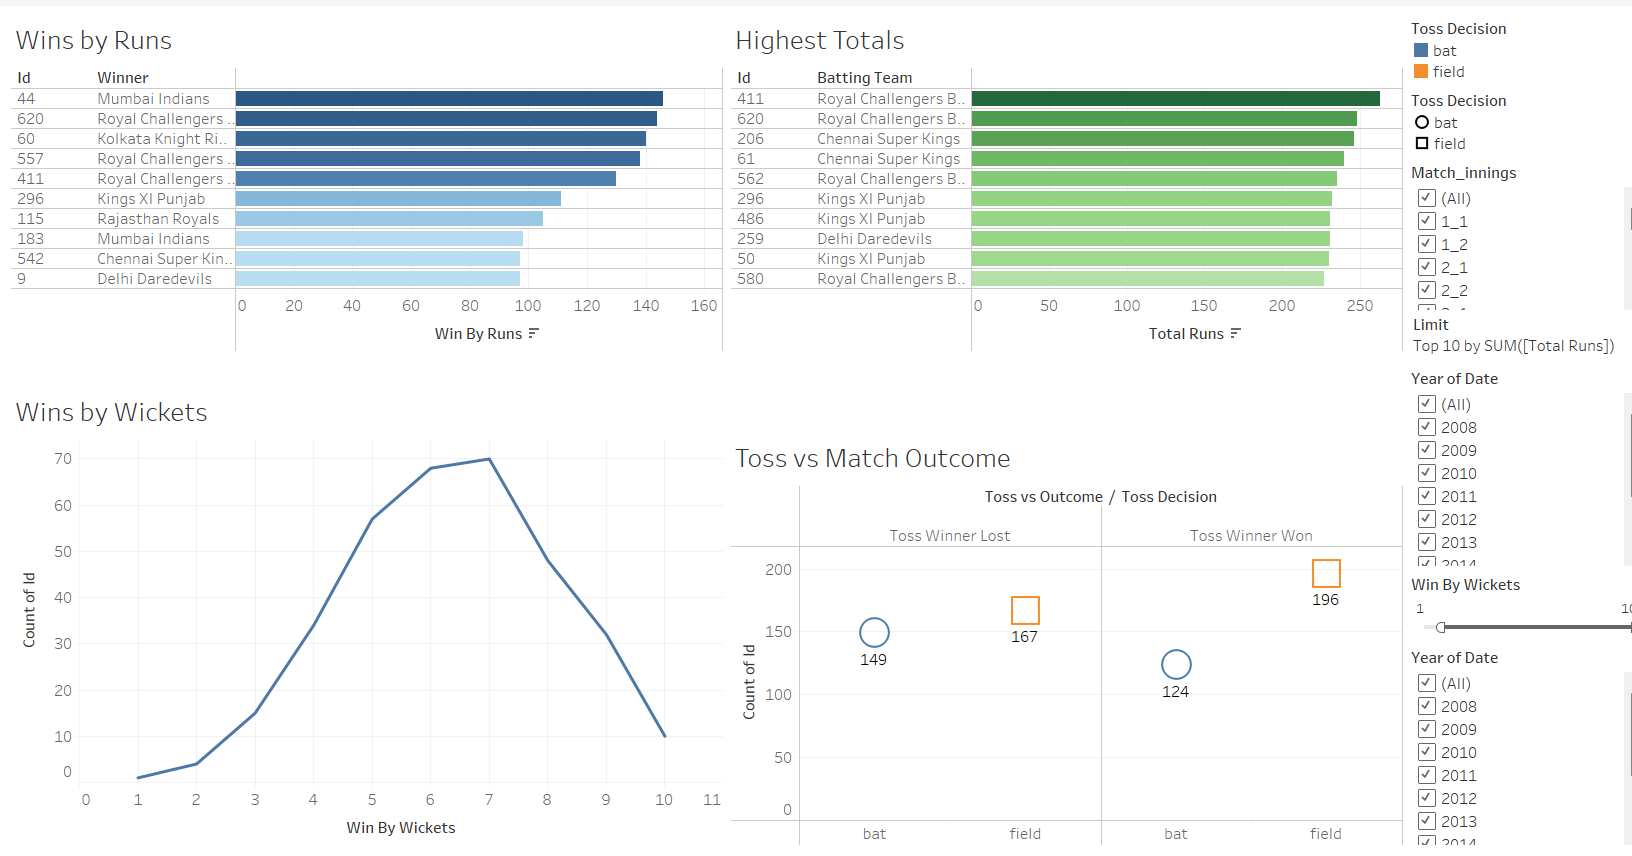 Wins by Runs
Id Winner
44 Mumbai Indians
620 Royal Challengers ..
60 Kolkata Knight Ri..
557 Royal Challengers ..
411 Royal Challengers ..
296 Kings XI Punjab
115 Rajasthan Royals
183 Mumbai Indians
542 Chennai Super Kin..
9 Delhi Daredevils
0 20 40 60 80 100 120 140 160
Win By Runs
Highest Totals
Id Batting Team
411 Royal Challengers B..
620 Royal Challengers B..
206 Chennai Super Kings
61 Chennai Super Kings
562 Royal Challengers B..
296 Kings XI Punjab
486 Kings XI Punjab
259 Delhi Daredevils
50 Kings XI Punjab
580 Royal Challengers B..
0 50 100 150 200 250
Total Runs
Wins by Wickets
70
60
50
40
30
20
10
0
Count of Id
0 1 2 3 4 5 6 7 8 9 10 11
Win By Wickets
Toss vs Match Outcome
Toss vs Outcome / Toss Decision
Toss Winner Lost Toss Winner Won
200
150
100
50
0
Count of Id
149
167
124
196
bat field bat field
Toss Decision
bat
field
Toss Decision
bat
field
Match_innings
(All)
1_1
1_2
2_1
2_2
Limit
Top 10 by SUM([Total Runs])
Year of Date
(All)
2008
2009
2010
2011
2012
2013
2014
Win By Wickets
1 10
Year of Date
(All)
2008
2009
2010
2011
2012
2013
2014